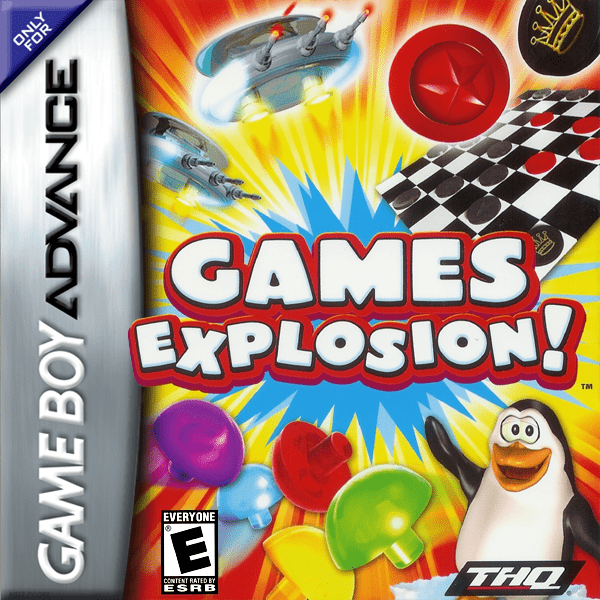 ONLY
FOR
GAME BOY ADVANCE
GAMES
EXPLOSION!
TM
EVERYONE
E
®
CONTENT RATED BY
ESRB
THQ®